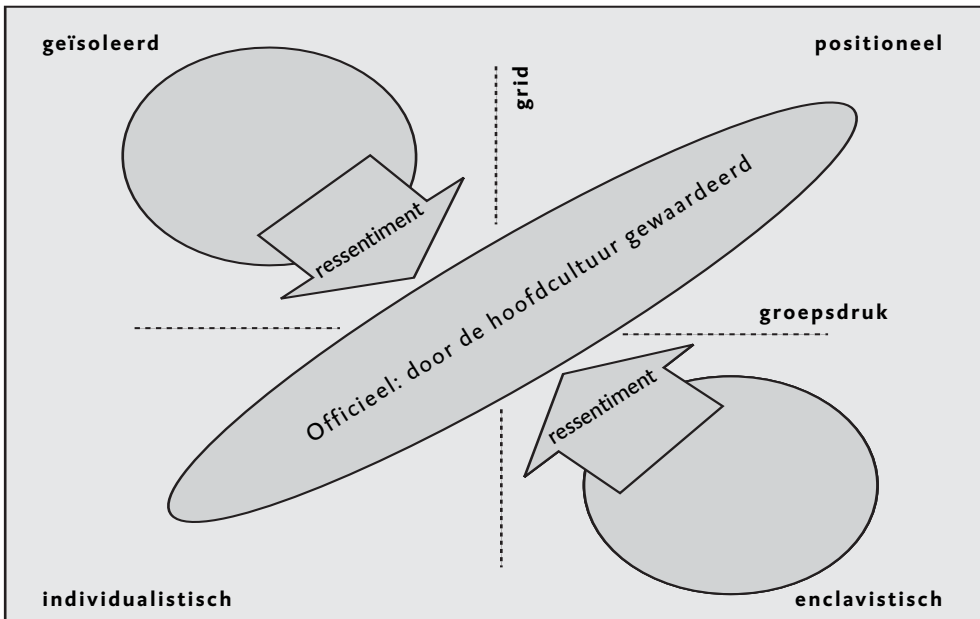 geïsoleerd
positioneel
grid
ressentiment
Officieel: door de hoofdcultuur gewaardeerd
groepsdruk
ressentiment
individualistisch
enclavistisch